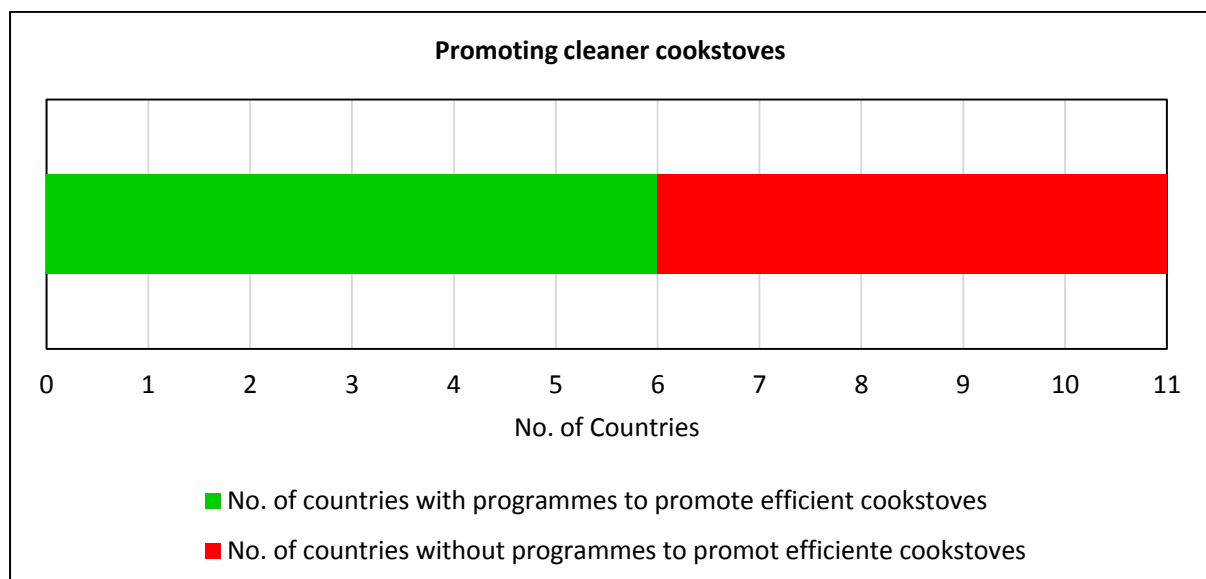 Promoting cleaner cookstoves
0 1 2 3 4 5 6 7 8 9 10 11
No. of Countries
No. of countries with programmes to promote efficient cookstoves
No. of countries without programmes to promot efficiente cookstoves